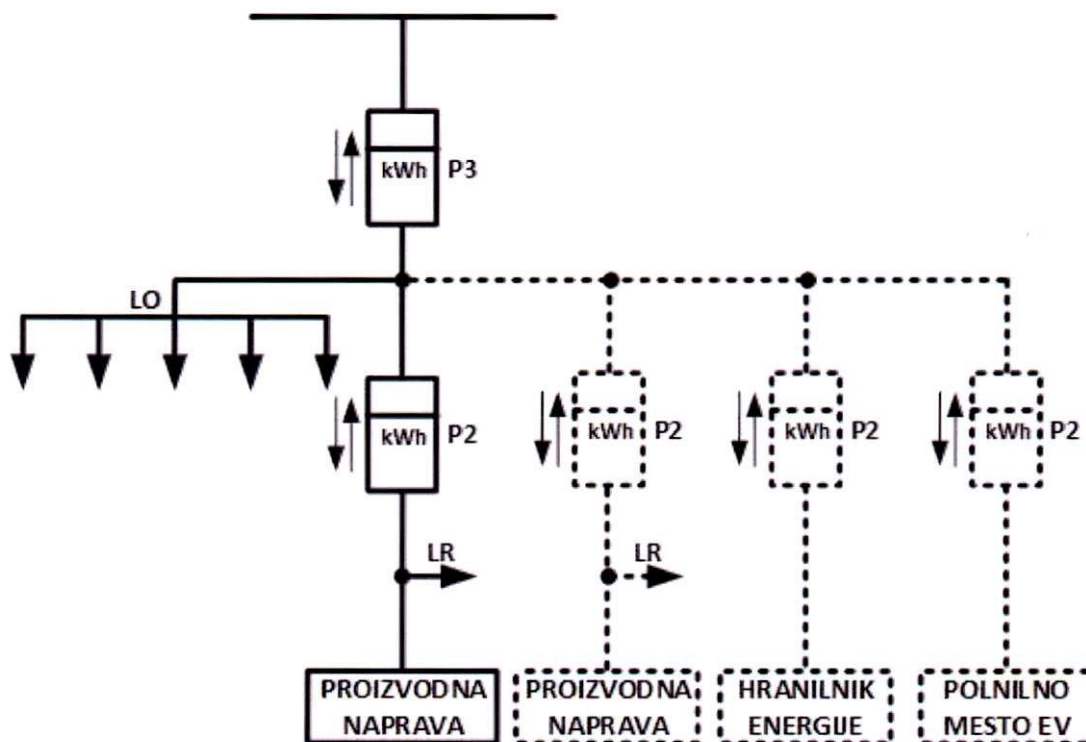 kWh P3
LO
kWh P2
kWh P2
kWh P2
kWh P2
LR
LR
PROIZVODNA
NAPRAVA
PROIZVODNA
NAPRAVA
HRANILNIK
ENERGIJE
POLNILNO
MESTO EV